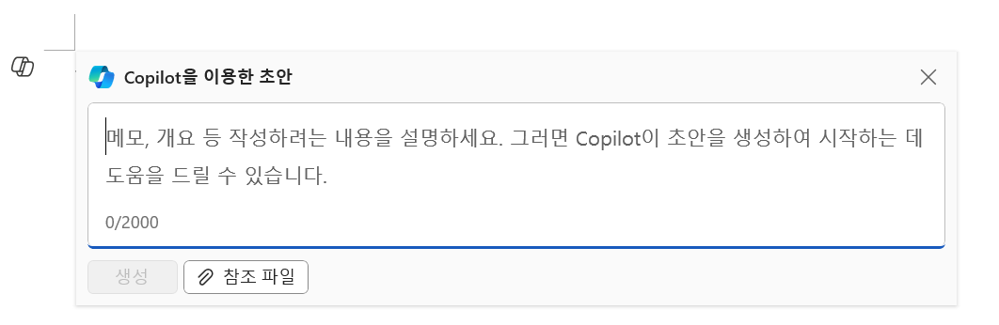 Copilot을 이용한 초안
메모, 개요 등 작성하려는 내용을 설명하세요. 그러면 Copilot이 초안을 생성하여 시작하는 데
도움을 드릴 수 있습니다.
0/2000
생성
참조 파일